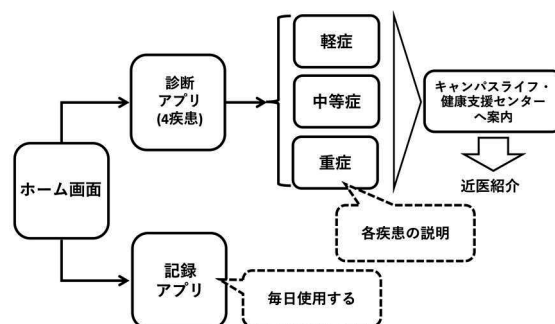 ホーム画面
診断
アプリ
(4疾患)
軽症
中等症
重症
キャンパスライフ・
健康支援センター
へ案内
近医紹介
各疾患の説明
記録
アプリ
毎日使用する